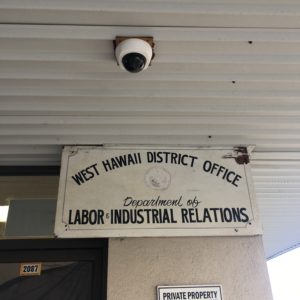 WEST HAWAII DISTRICT OFFICE
Department of
LABOR & INDUSTRIAL RELATIONS
2087
PRIVATE PROPERTY